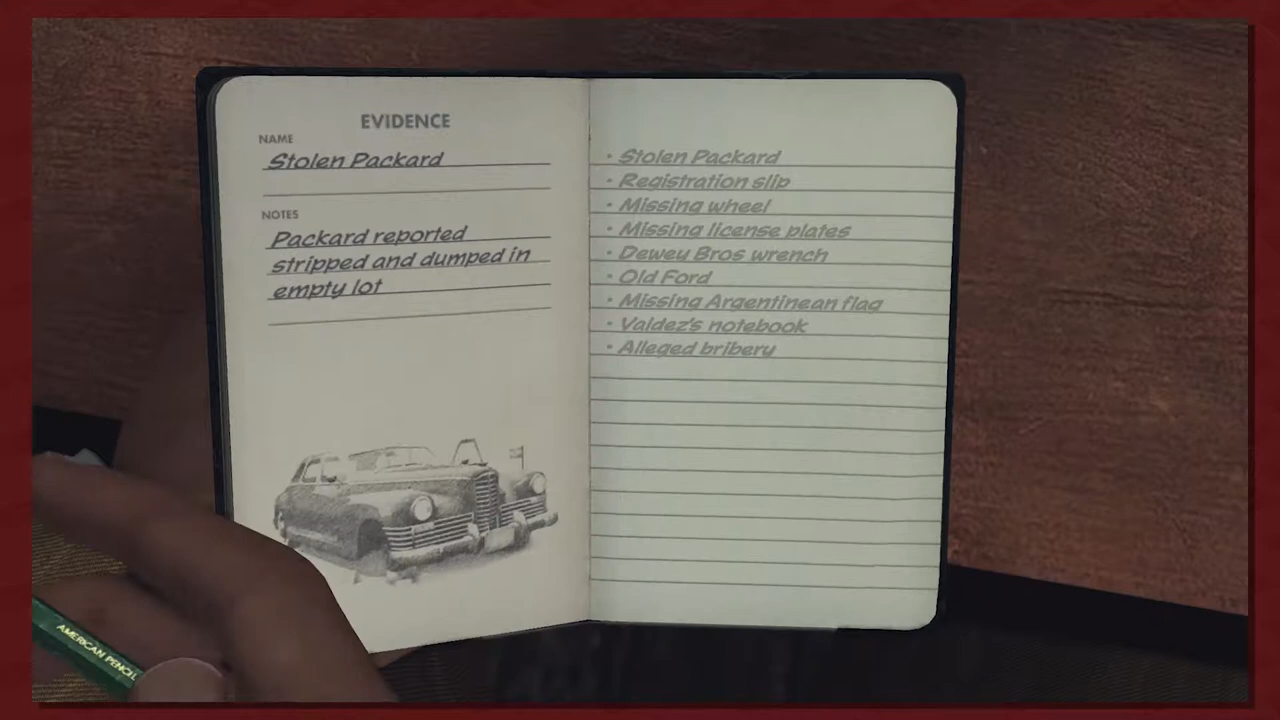 EVIDENCE
NAME
Stolen Packard
NOTES
Packard reported
stripped and dumped in
empty lot
• Stolen Packard
• Registration slip
• Missing wheel
• Missing license plates
• Dewey Bros wrench
• Old Ford
• Missing Argentinean flag
• Valdez's notebook
• Alleged bribery
AMERICAN PENCIL